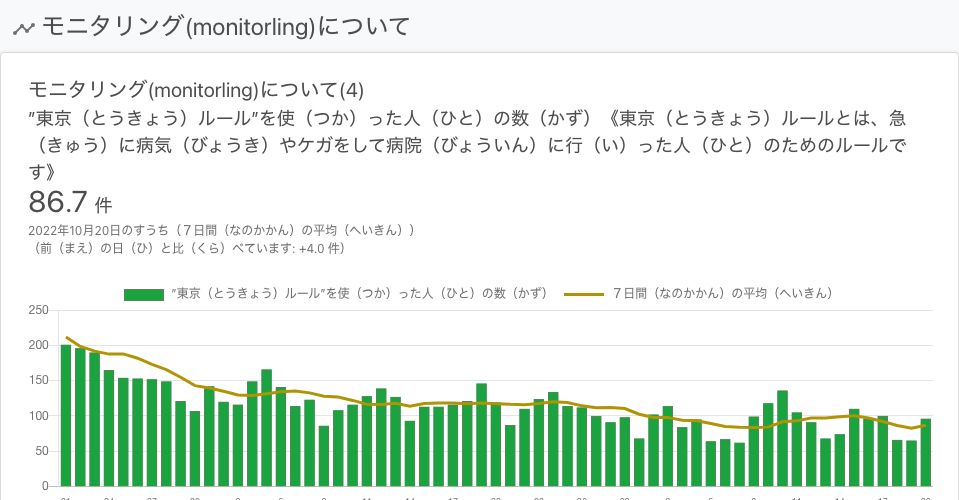 モニタリング(monitorling)について
モニタリング(monitorling)について(4)
”東京（とうきょう）ルール”を使（つか）った人（ひと）の数（かず）《東京（とうきょう）ルールとは、急
（きゅう）に病気（びょうき）やケガをして病院（びょういん）に行（い）った人（ひと）のためのルールで
す》
86.7 件
2022年10月20日のすうち（７日間（なのかかん）の平均（へいきん））
（前（まえ）の日（ひ）と比（くら）べています: +4.0 件）
”東京（とうきょう）ルール”を使（つか）った人（ひと）の数（かず）　７日間（なのかかん）の平均（へいきん）
250
200
150
100
50
0